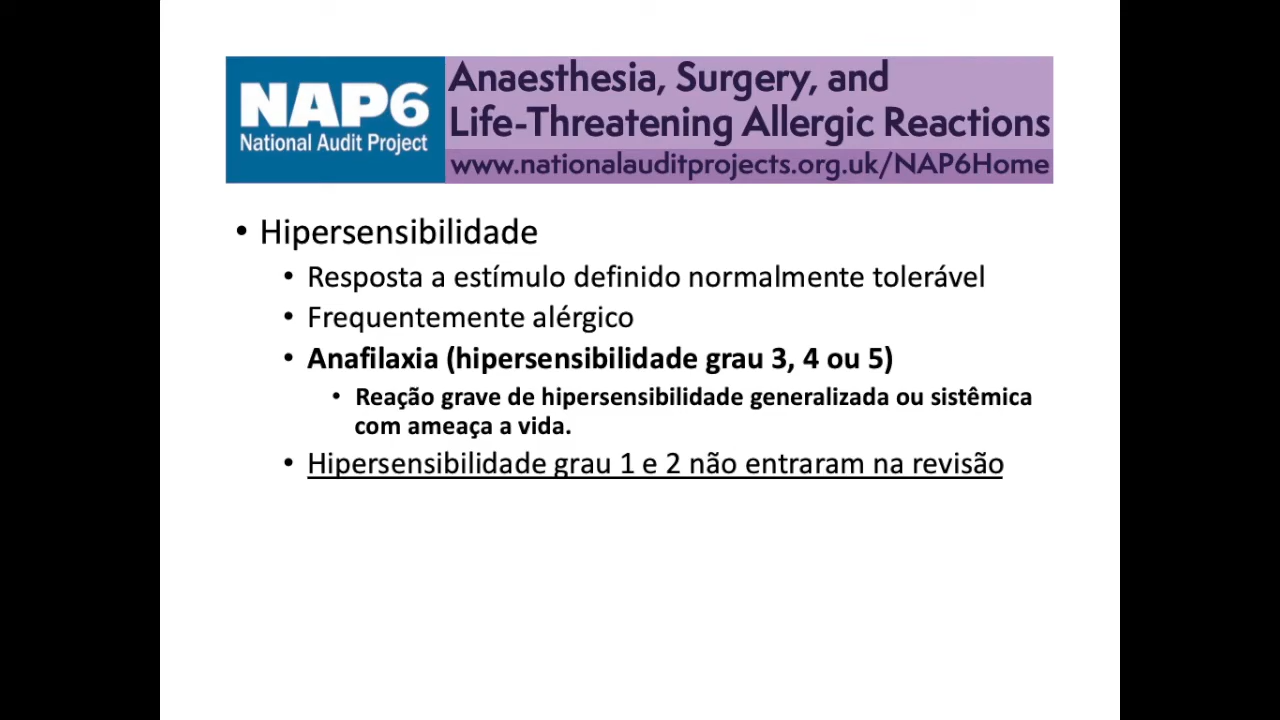 NAP6
National Audit Project
Anaesthesia, Surgery, and
Life-Threatening Allergic Reactions
www.nationalauditprojects.org.uk/NAP6Home
• Hipersensibilidade
• Resposta a estímulo definido normalmente tolerável
• Frequentemente alérgico
• Anafilaxia (hipersensibilidade grau 3, 4 ou 5)
• Reação grave de hipersensibilidade generalizada ou sistêmica
com ameaça a vida.
• Hipersensibilidade grau 1 e 2 não entraram na revisão